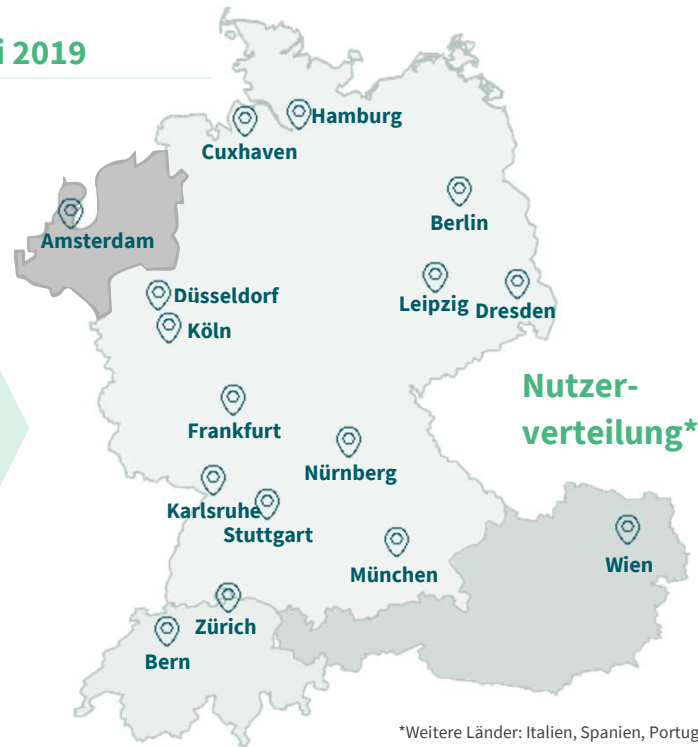 i 2019
Hamburg
Cuxhaven
Berlin
Amsterdam
Düsseldorf
Leipzig
Dresden
Köln
Nutzer-
verteilung*
Frankfurt
Nürnberg
Karlsruhe
Stuttgart
Wien
München
Zürich
Bern
*Weitere Länder: Italien, Spanien, Portug